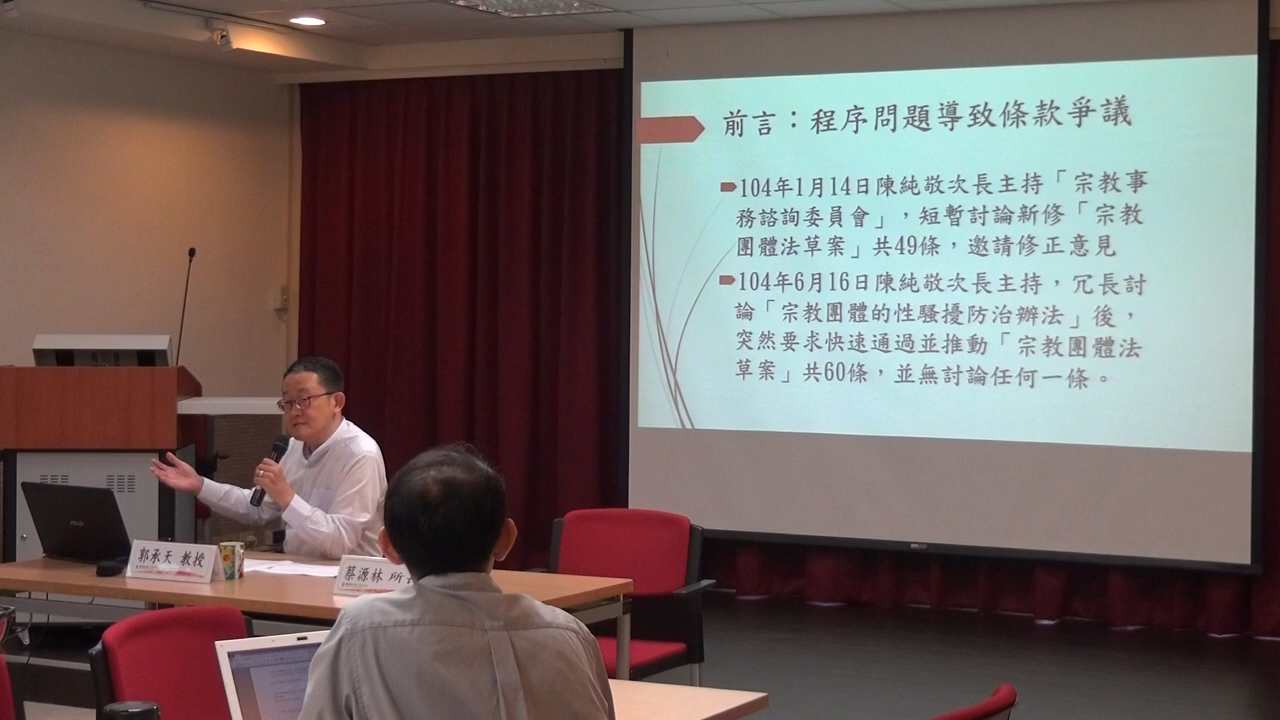 前言：程序問題導致條款爭議
104年1月14日陳純敬次長主持「宗教事
務諮詢委員會」，短暫討論新修「宗教
團體法草案」共49條，邀請修正意見
104年6月16日陳純敬次長主持，冗長討
論「宗教團體的性騷擾防治辦法」後，
突然要求快速通過並推動「宗教團體法
草案」共60條，並無討論任何一條。
郭承天 教授
蔡源林 所